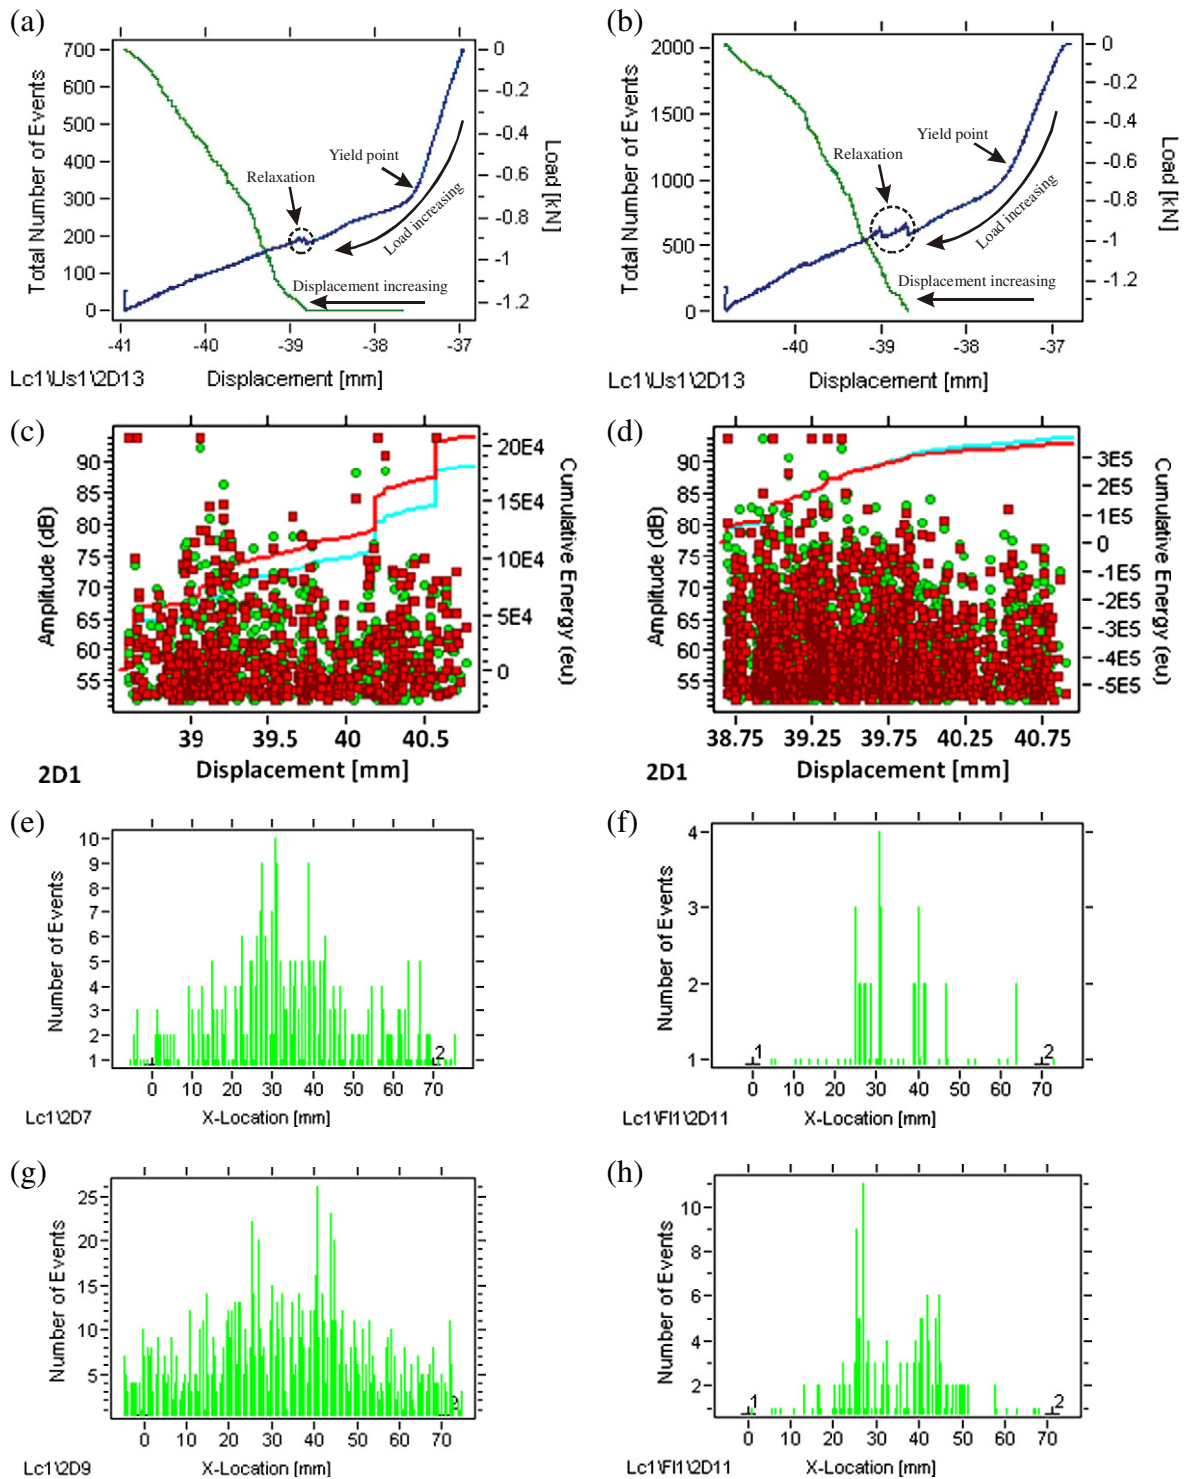 (a)
700
600
500
400
300
200
100
0
Total Number of Events
0
-0.2
-0.4
-0.6
-0.8
-1
-1.2
Load [kN]
Yield point
Relaxation
Load increasing
Displacement increasing
-41 -40 -39 -38 -37
Lc1\Us1\2D13 Displacement [mm]
(b)
2000
1500
1000
500
0
Total Number of Events
0
-0.2
-0.4
-0.6
-0.8
-1
-1.2
Load [kN]
Yield point
Relaxation
Load increasing
Displacement increasing
-40 -39 -38 -37
Lc1\Us1\2D13 Displacement [mm]
(c)
90
85
80
75
70
65
60
55
Amplitude (dB)
20E4
15E4
10E4
5E4
0
Cumulative Energy (eu)
39 39.5 40 40.5
2D1 Displacement [mm]
(d)
90
85
80
75
70
65
60
55
Amplitude (dB)
3E5
2E5
1E5
0
-1E5
-2E5
-3E5
-4E5
-5E5
Cumulative Energy (eu)
38.75 39.25 39.75 40.25 40.75
2D1 Displacement [mm]
(e)
10
9
8
7
6
5
4
3
2
1
Number of Events
2
0 10 20 30 40 50 60 70
Lc1\2D7 X-Location [mm]
(f)
4
3
2
1
Number of Events
1 2
0 10 20 30 40 50 60 70
Lc1\Fl1\2D11 X-Location [mm]
(g)
25
20
15
10
5
Number of Events
2
0 10 20 30 40 50 60 70
Lc1\2D9 X-Location [mm]
(h)
10
8
6
4
2
Number of Events
1 2
0 10 20 30 40 50 60 70
Lc1\Fl1\2D11 X-Location [mm]